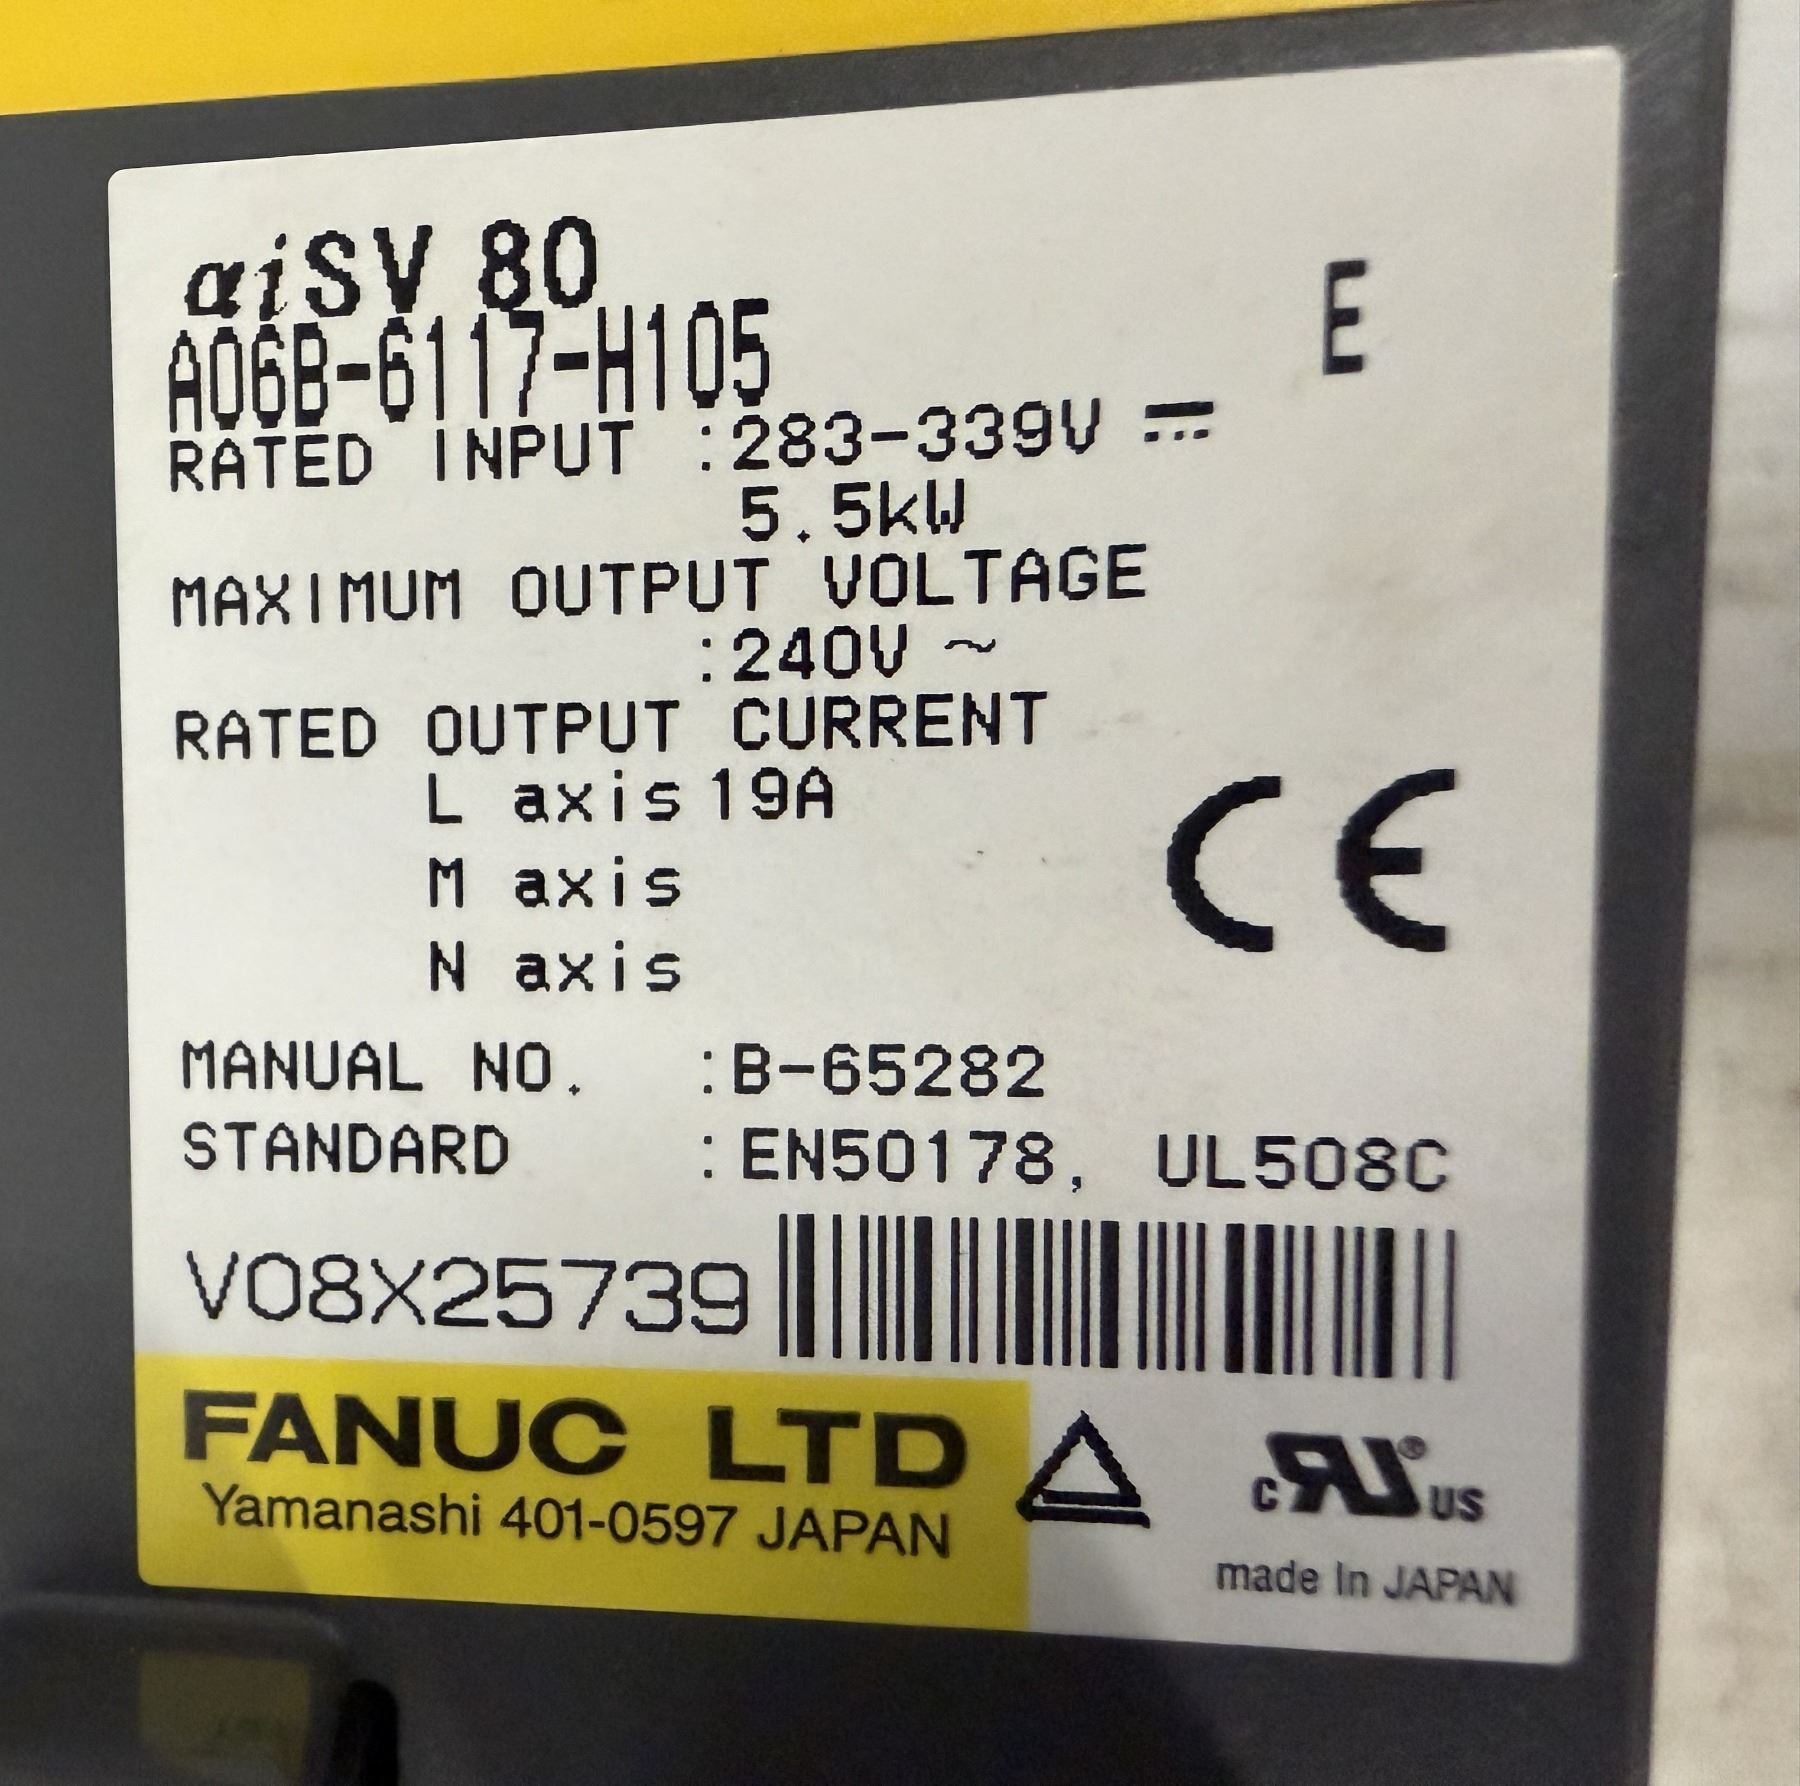 αiSV 80
E
A06B-6117-H105
RATED INPUT :283-339V ⎓
5.5kW
MAXIMUM OUTPUT VOLTAGE
:240V ~
RATED OUTPUT CURRENT
L axis 19A
M axis
N axis
CE
MANUAL NO. :B-65282
STANDARD :EN50178, UL508C
V08X25739
FANUC LTD
Yamanashi 401-0597 JAPAN
c RU ® US
made In JAPAN